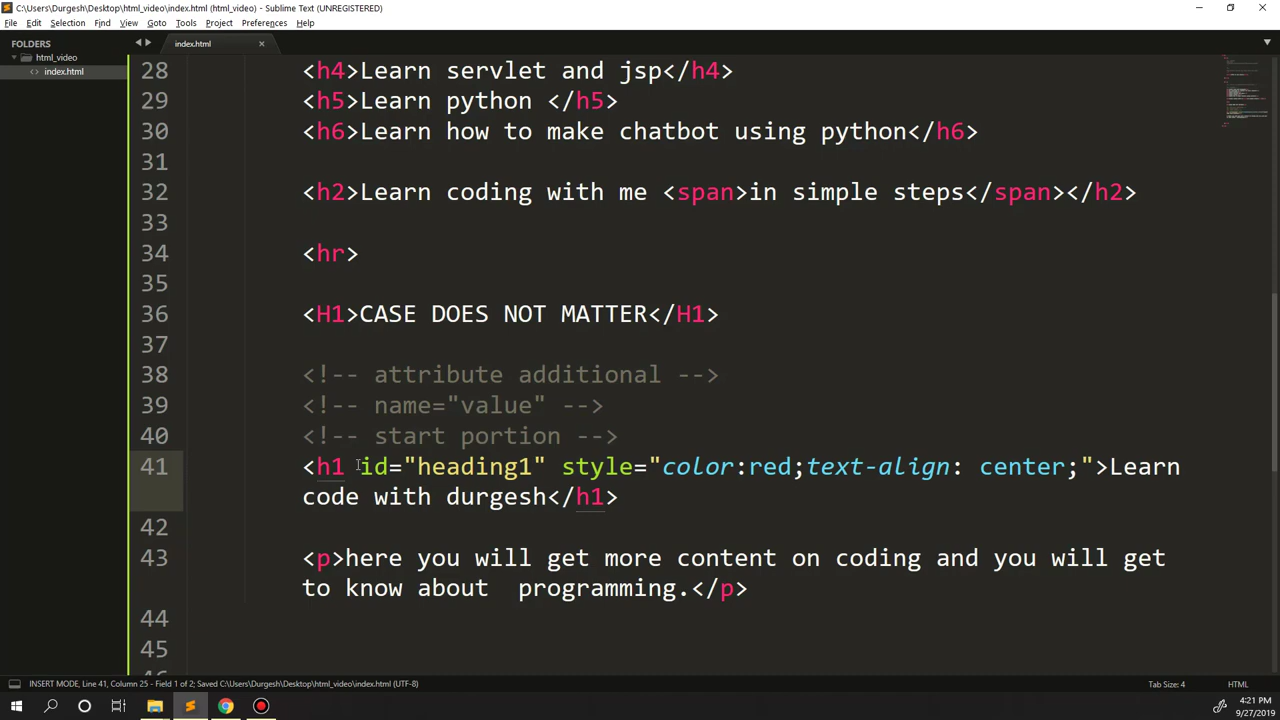 C:\Users\Durgesh\Desktop\html_video\index.html (html_video) - Sublime Text (UNREGISTERED)
File Edit Selection Find View Goto Tools Project Preferences Help
FOLDERS
html_video
index.html
index.html
28 <h4>Learn servlet and jsp</h4>
29 <h5>Learn python </h5>
30 <h6>Learn how to make chatbot using python</h6>
31
32 <h2>Learn coding with me <span>in simple steps</span></h2>
33
34 <hr>
35
36 <H1>CASE DOES NOT MATTER</H1>
37
38 <!-- attribute additional -->
39 <!-- name="value" -->
40 <!-- start portion -->
41 <h1 id="heading1" style="color:red;text-align: center;">Learn
code with durgesh</h1>
42
43 <p>here you will get more content on coding and you will get
to know about  programming.</p>
44
45
INSERT MODE, Line 41, Column 25 - Field 1 of 2; Saved C:\Users\Durgesh\Desktop\html_video\index.html (UTF-8)
Tab Size: 4
HTML
4:21 PM
9/27/2019